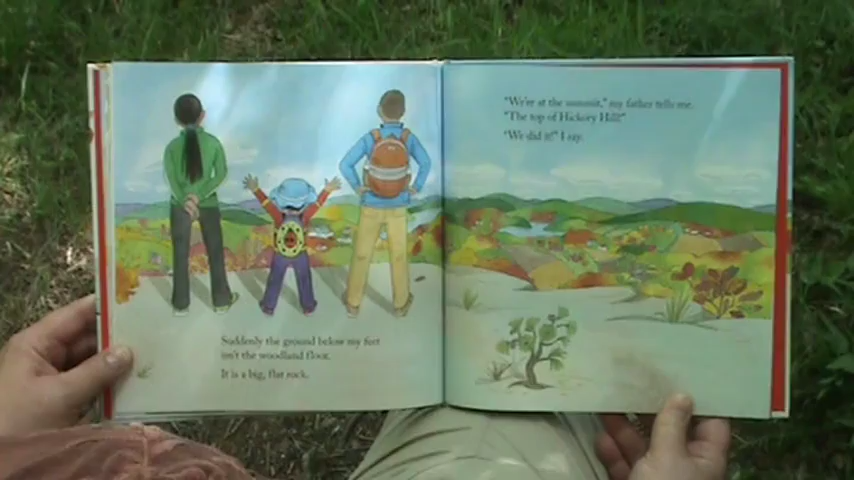 Suddenly the ground below my feet
isn't the woodland floor.
It is a big, flat rock.
"We're at the summit," my father tells me.
"The top of Hickory Hill!"
"We did it!" I say.